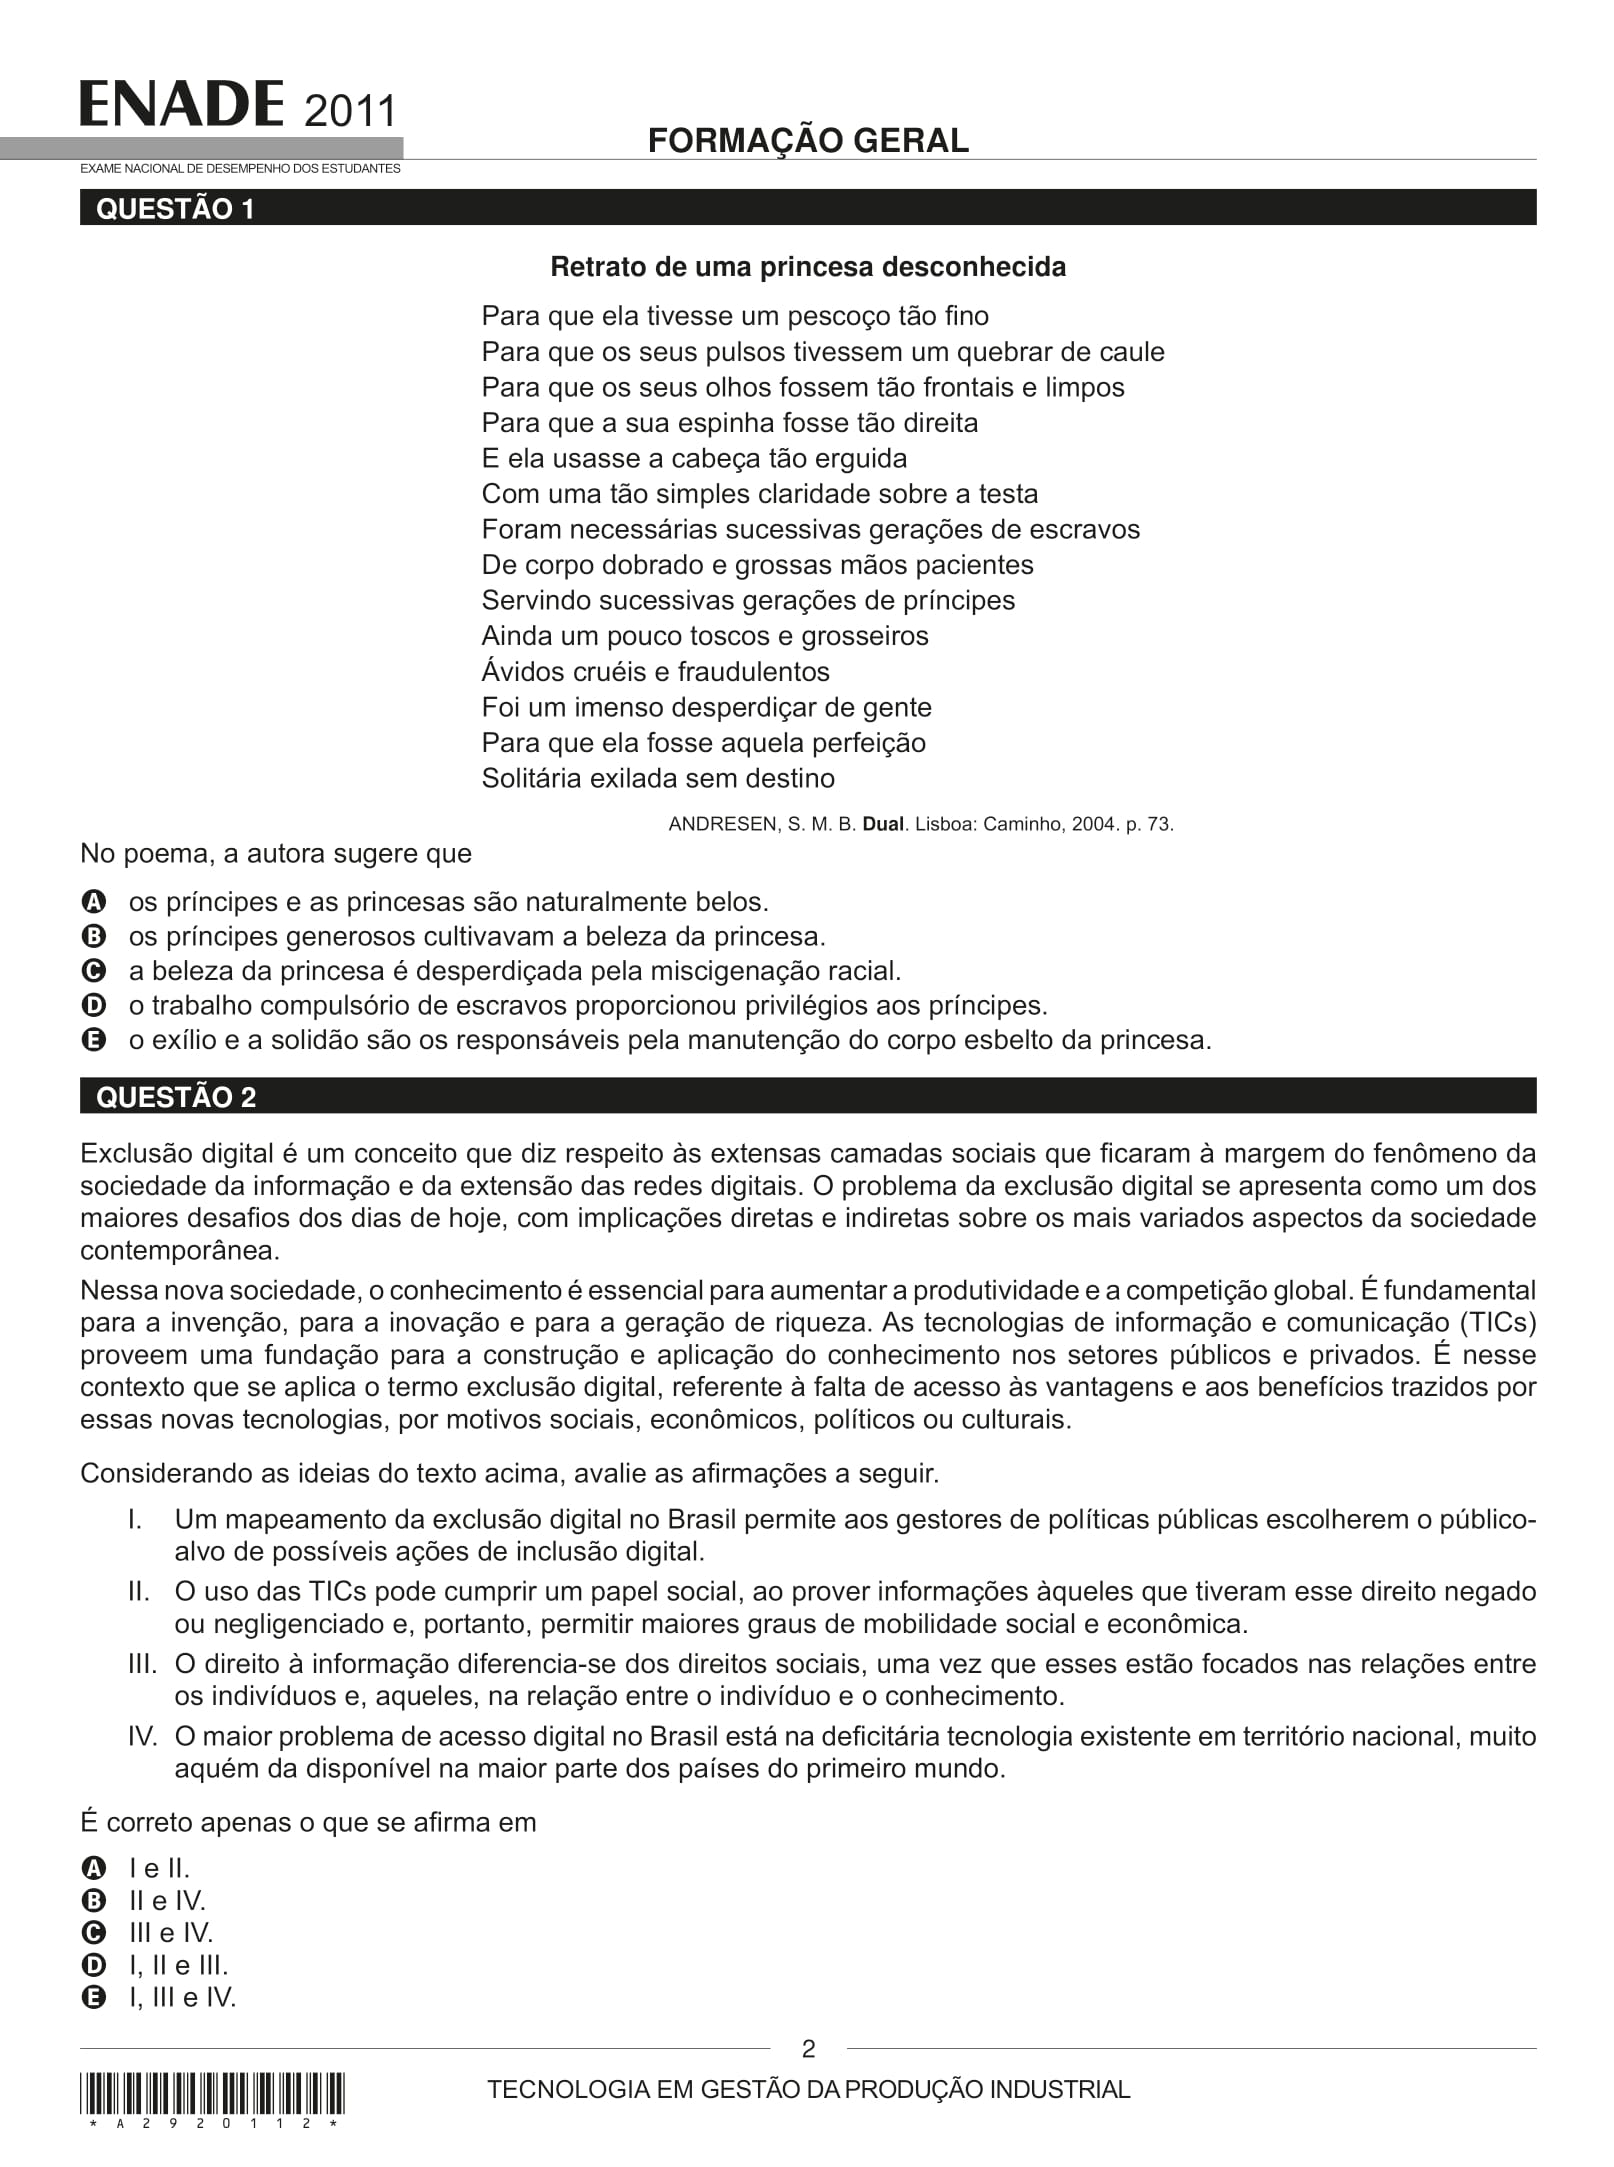 ENADE 2011
EXAME NACIONAL DE DESEMPENHO DOS ESTUDANTES
FORMAÇÃO GERAL
QUESTÃO 1
Retrato de uma princesa desconhecida
Para que ela tivesse um pescoço tão fino
Para que os seus pulsos tivessem um quebrar de caule
Para que os seus olhos fossem tão frontais e limpos
Para que a sua espinha fosse tão direita
E ela usasse a cabeça tão erguida
Com uma tão simples claridade sobre a testa
Foram necessárias sucessivas gerações de escravos
De corpo dobrado e grossas mãos pacientes
Servindo sucessivas gerações de príncipes
Ainda um pouco toscos e grosseiros
Ávidos cruéis e fraudulentos
Foi um imenso desperdiçar de gente
Para que ela fosse aquela perfeição
Solitária exilada sem destino
ANDRESEN, S. M. B. Dual. Lisboa: Caminho, 2004. p. 73.
No poema, a autora sugere que
A os príncipes e as princesas são naturalmente belos.
B os príncipes generosos cultivavam a beleza da princesa.
C a beleza da princesa é desperdiçada pela miscigenação racial.
D o trabalho compulsório de escravos proporcionou privilégios aos príncipes.
E o exílio e a solidão são os responsáveis pela manutenção do corpo esbelto da princesa.
QUESTÃO 2
Exclusão digital é um conceito que diz respeito às extensas camadas sociais que ficaram à margem do fenômeno da
sociedade da informação e da extensão das redes digitais. O problema da exclusão digital se apresenta como um dos
maiores desafios dos dias de hoje, com implicações diretas e indiretas sobre os mais variados aspectos da sociedade
contemporânea.
Nessa nova sociedade, o conhecimento é essencial para aumentar a produtividade e a competição global. É fundamental
para a invenção, para a inovação e para a geração de riqueza. As tecnologias de informação e comunicação (TICs)
proveem uma fundação para a construção e aplicação do conhecimento nos setores públicos e privados. É nesse
contexto que se aplica o termo exclusão digital, referente à falta de acesso às vantagens e aos benefícios trazidos por
essas novas tecnologias, por motivos sociais, econômicos, políticos ou culturais.
Considerando as ideias do texto acima, avalie as afirmações a seguir.
I. Um mapeamento da exclusão digital no Brasil permite aos gestores de políticas públicas escolherem o público-
alvo de possíveis ações de inclusão digital.
II. O uso das TICs pode cumprir um papel social, ao prover informações àqueles que tiveram esse direito negado
ou negligenciado e, portanto, permitir maiores graus de mobilidade social e econômica.
III. O direito à informação diferencia-se dos direitos sociais, uma vez que esses estão focados nas relações entre
os indivíduos e, aqueles, na relação entre o indivíduo e o conhecimento.
IV. O maior problema de acesso digital no Brasil está na deficitária tecnologia existente em território nacional, muito
aquém da disponível na maior parte dos países do primeiro mundo.
É correto apenas o que se afirma em
A I e II.
B II e IV.
C III e IV.
D I, II e III.
E I, III e IV.
2
TECNOLOGIA EM GESTÃO DA PRODUÇÃO INDUSTRIAL
* A 2 9 2 0 1 1 2 *